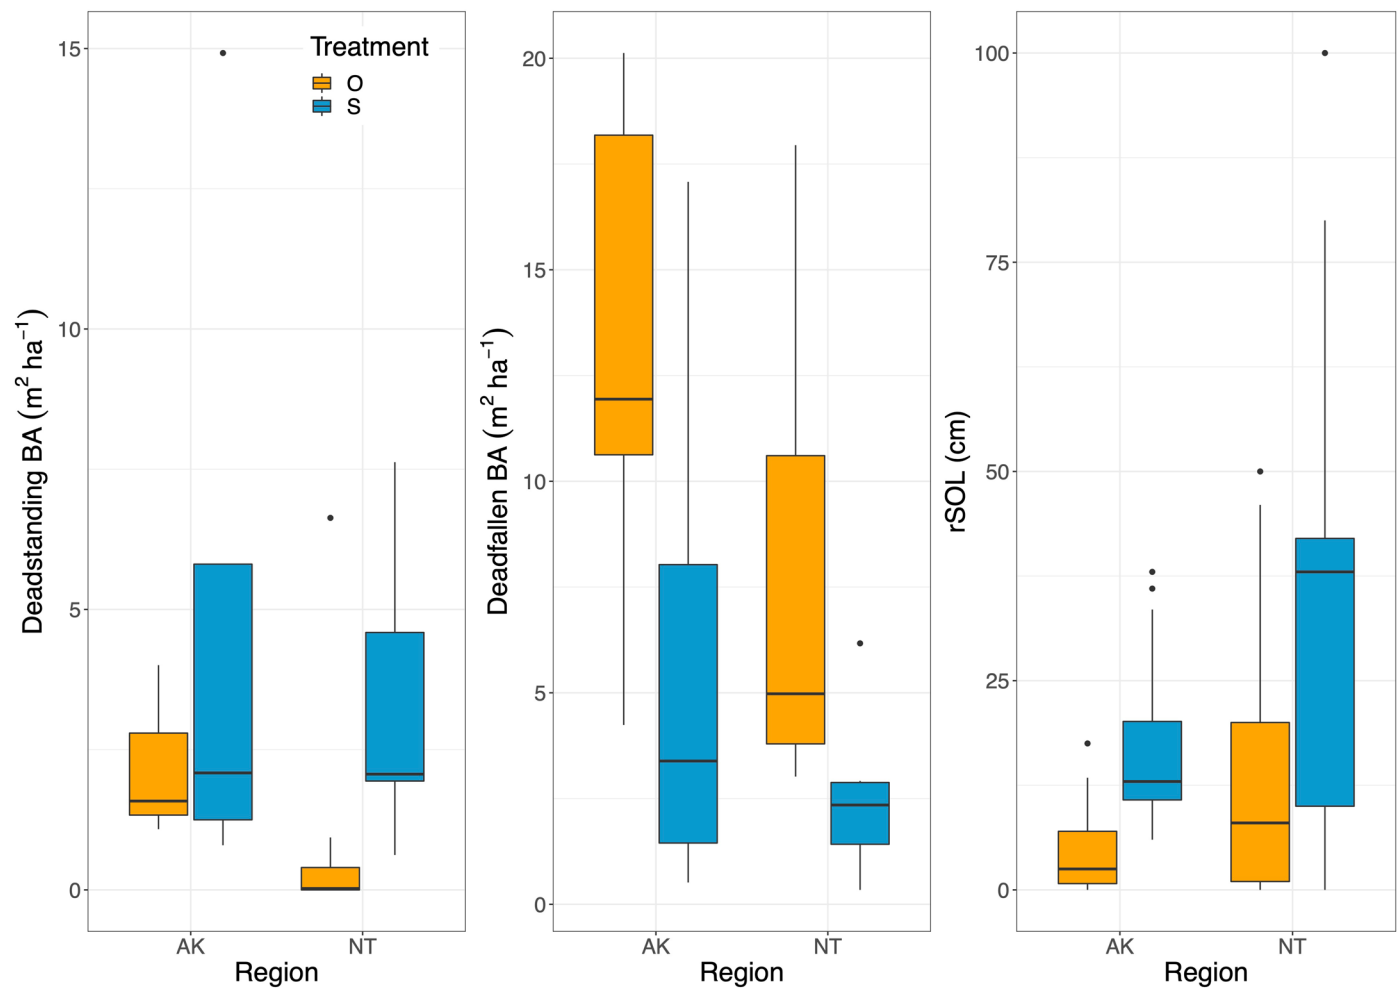 Deadstanding BA (m² ha⁻¹)
15
10
5
0
Treatment
O
S
AK NT
Region
Deadfallen BA (m² ha⁻¹)
20
15
10
5
0
AK NT
Region
rSOL (cm)
100
75
50
25
0
AK NT
Region